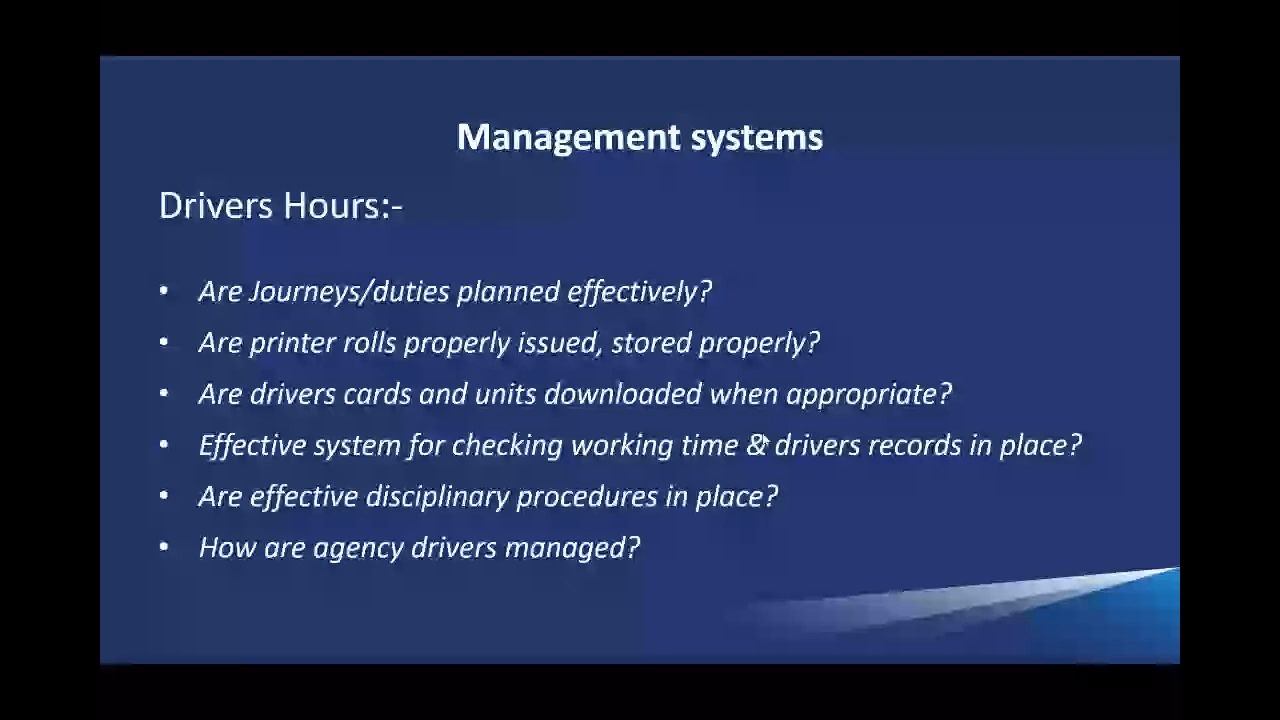 Management systems
Drivers Hours:-
• Are Journeys/duties planned effectively?
• Are printer rolls properly issued, stored properly?
• Are drivers cards and units downloaded when appropriate?
• Effective system for checking working time & drivers records in place?
• Are effective disciplinary procedures in place?
• How are agency drivers managed?